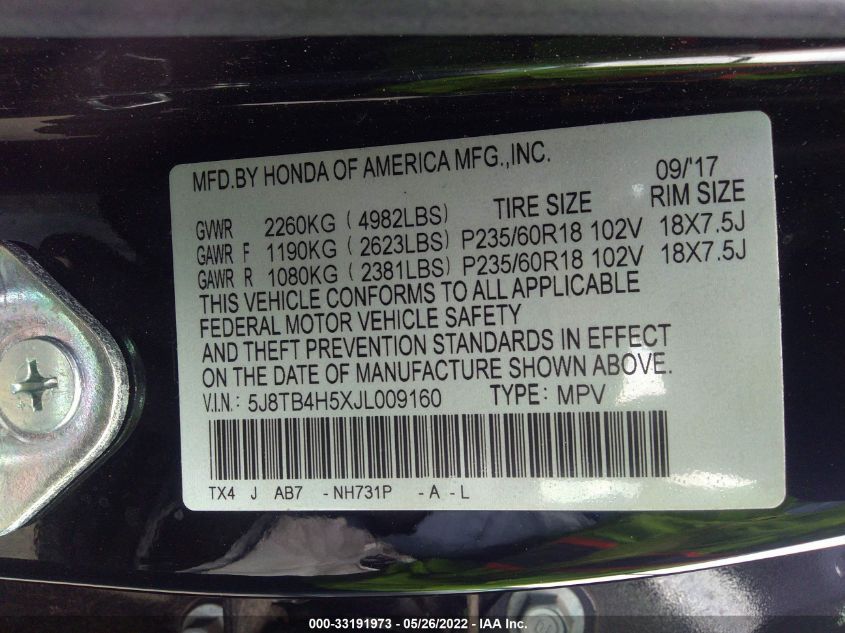 MFD.BY HONDA OF AMERICA MFG.,INC. 09/'17
TIRE SIZE RIM SIZE
GVWR 2260KG ( 4982LBS)
GAWR F 1190KG ( 2623LBS) P235/60R18 102V 18X7.5J
GAWR R 1080KG ( 2381LBS) P235/60R18 102V 18X7.5J
THIS VEHICLE CONFORMS TO ALL APPLICABLE
FEDERAL MOTOR VEHICLE SAFETY
AND THEFT PREVENTION STANDARDS IN EFFECT
ON THE DATE OF MANUFACTURE SHOWN ABOVE.
V.I.N.: 5J8TB4H5XJL009160 TYPE: MPV
TX4 J AB7 -NH731P -A -L
000-33191973 - 05/26/2022 - IAA Inc.